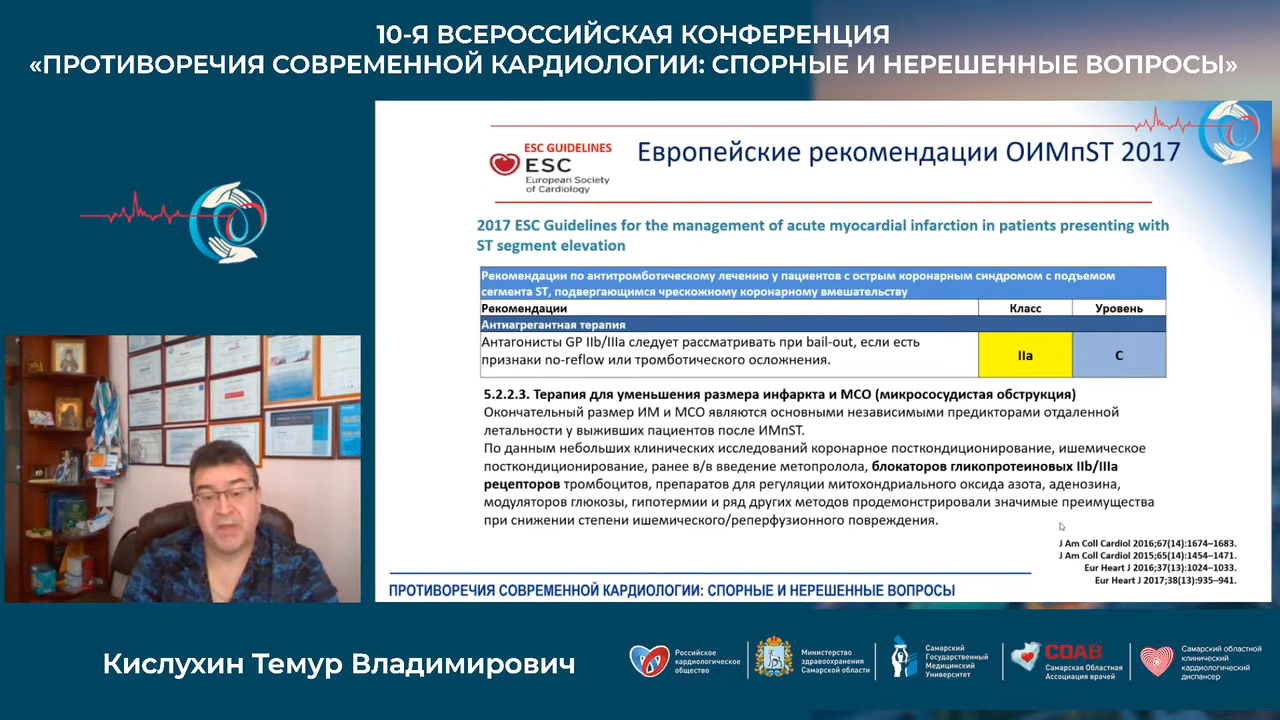 10-Я ВСЕРОССИЙСКАЯ КОНФЕРЕНЦИЯ
«ПРОТИВОРЕЧИЯ СОВРЕМЕННОЙ КАРДИОЛОГИИ: СПОРНЫЕ И НЕРЕШЕННЫЕ ВОПРОСЫ»
ESC GUIDELINES
ESC
European Society
of Cardiology
Европейские рекомендации ОИМпST 2017
2017 ESC Guidelines for the management of acute myocardial infarction in patients presenting with
ST segment elevation
Рекомендации по антитромботическому лечению у пациентов с острым коронарным синдромом с подъемом
сегмента ST, подвергающимся чрескожному коронарному вмешательству
Рекомендации Класс Уровень
Антиагрегантная терапия
Антагонисты GP IIb/IIIa следует рассматривать при bail-out, если есть
признаки no-reflow или тромботического осложнения.
IIa C
5.2.2.3. Терапия для уменьшения размера инфаркта и МСО (микрососудистая обструкция)
Окончательный размер ИМ и МСО являются основными независимыми предикторами отдаленной
летальности у выживших пациентов после ИМпST.
По данным небольших клинических исследований коронарное посткондиционирование, ишемическое
посткондиционирование, ранее в/в введение метопролола, блокаторов гликопротеиновых IIb/IIIa
рецепторов тромбоцитов, препаратов для регуляции митохондриального оксида азота, аденозина,
модуляторов глюкозы, гипотермии и ряд других методов продемонстрировали значимые преимущества
при снижении степени ишемического/реперфузионного повреждения.
J Am Coll Cardiol 2016;67(14):1674–1683.
J Am Coll Cardiol 2015;65(14):1454–1471.
Eur Heart J 2016;37(13):1024–1033.
Eur Heart J 2017;38(13):935–941.
ПРОТИВОРЕЧИЯ СОВРЕМЕННОЙ КАРДИОЛОГИИ: СПОРНЫЕ И НЕРЕШЕННЫЕ ВОПРОСЫ
Кислухин Темур Владимирович
Российское
кардиологическое
общество
Министерство
здравоохранения
Самарской области
Самарский
Государственный
Медицинский
Университет
СОАВ
Самарская Областная
Ассоциация врачей
Самарский областной
клинический
кардиологический
диспансер